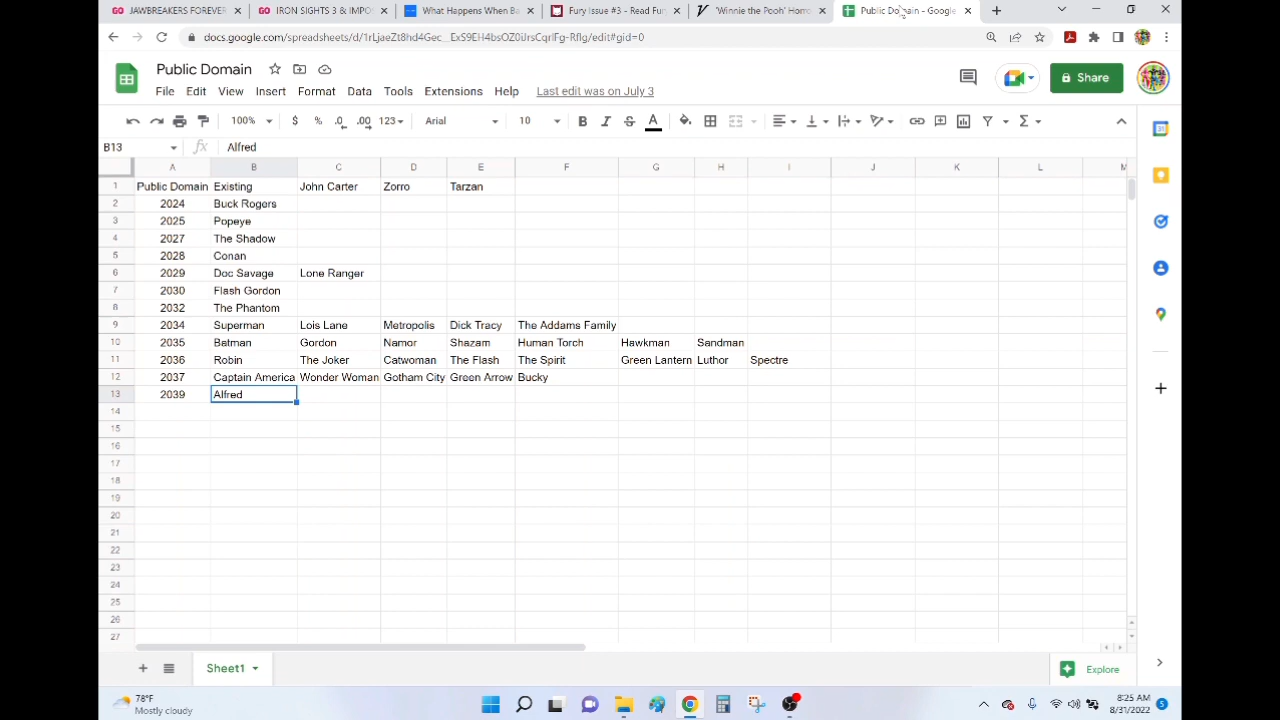 JAWBREAKERS FOREVER
IRON SIGHTS 3 & IMPOS
What Happens When Ba
Fury Issue #3 - Read Fury
'Winnie the Pooh' Horro
Public Domain - Google
docs.google.com/spreadsheets/d/1rLjaeZt8hd4Gec_ExS9EH4bsOZ0UrsCqrlFg-Rflg/edit#gid=0
Public Domain
File Edit View Insert Format Data Tools Extensions Help Last edit was on July 3
Share
100% $ % .0 .00 123 Arial 10 B I S A
B13 fx Alfred
A B C D E F G H I J K L M
1 Public Domain Existing John Carter Zorro Tarzan
2 2024 Buck Rogers
3 2025 Popeye
4 2027 The Shadow
5 2028 Conan
6 2029 Doc Savage Lone Ranger
7 2030 Flash Gordon
8 2032 The Phantom
9 2034 Superman Lois Lane Metropolis Dick Tracy The Addams Family
10 2035 Batman Gordon Namor Shazam Human Torch Hawkman Sandman
11 2036 Robin The Joker Catwoman The Flash The Spirit Green Lantern Luthor Spectre
12 2037 Captain America Wonder Woman Gotham City Green Arrow Bucky
13 2039 Alfred
14
15
16
17
18
19
20
21
22
23
24
25
26
27
Sheet1
Explore
78°F
Mostly cloudy
8:25 AM
8/31/2022